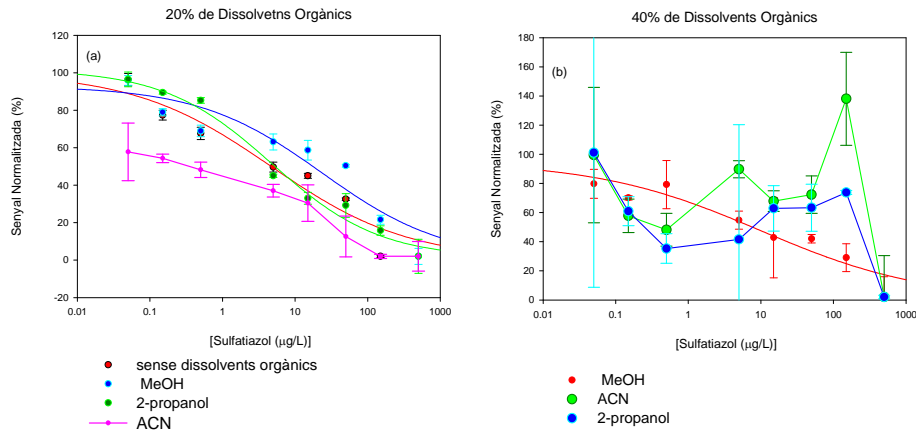 20% de Dissolvetns Orgànics
(a)
Senyal Normalitzada (%)
120
100
80
60
40
20
0
-20
0.01
0.1
1
10
100
1000
[Sulfatiazol (μg/L)]
sense dissolvents orgànics
MeOH
2-propanol
ACN
40% de Dissolvents Orgànics
(b)
Senyal Normalitzada (%)
180
160
140
120
100
80
60
40
20
0
0.01
0.1
1
10
100
1000
[Sulfatiazol (μg/L)]
MeOH
ACN
2-propanol